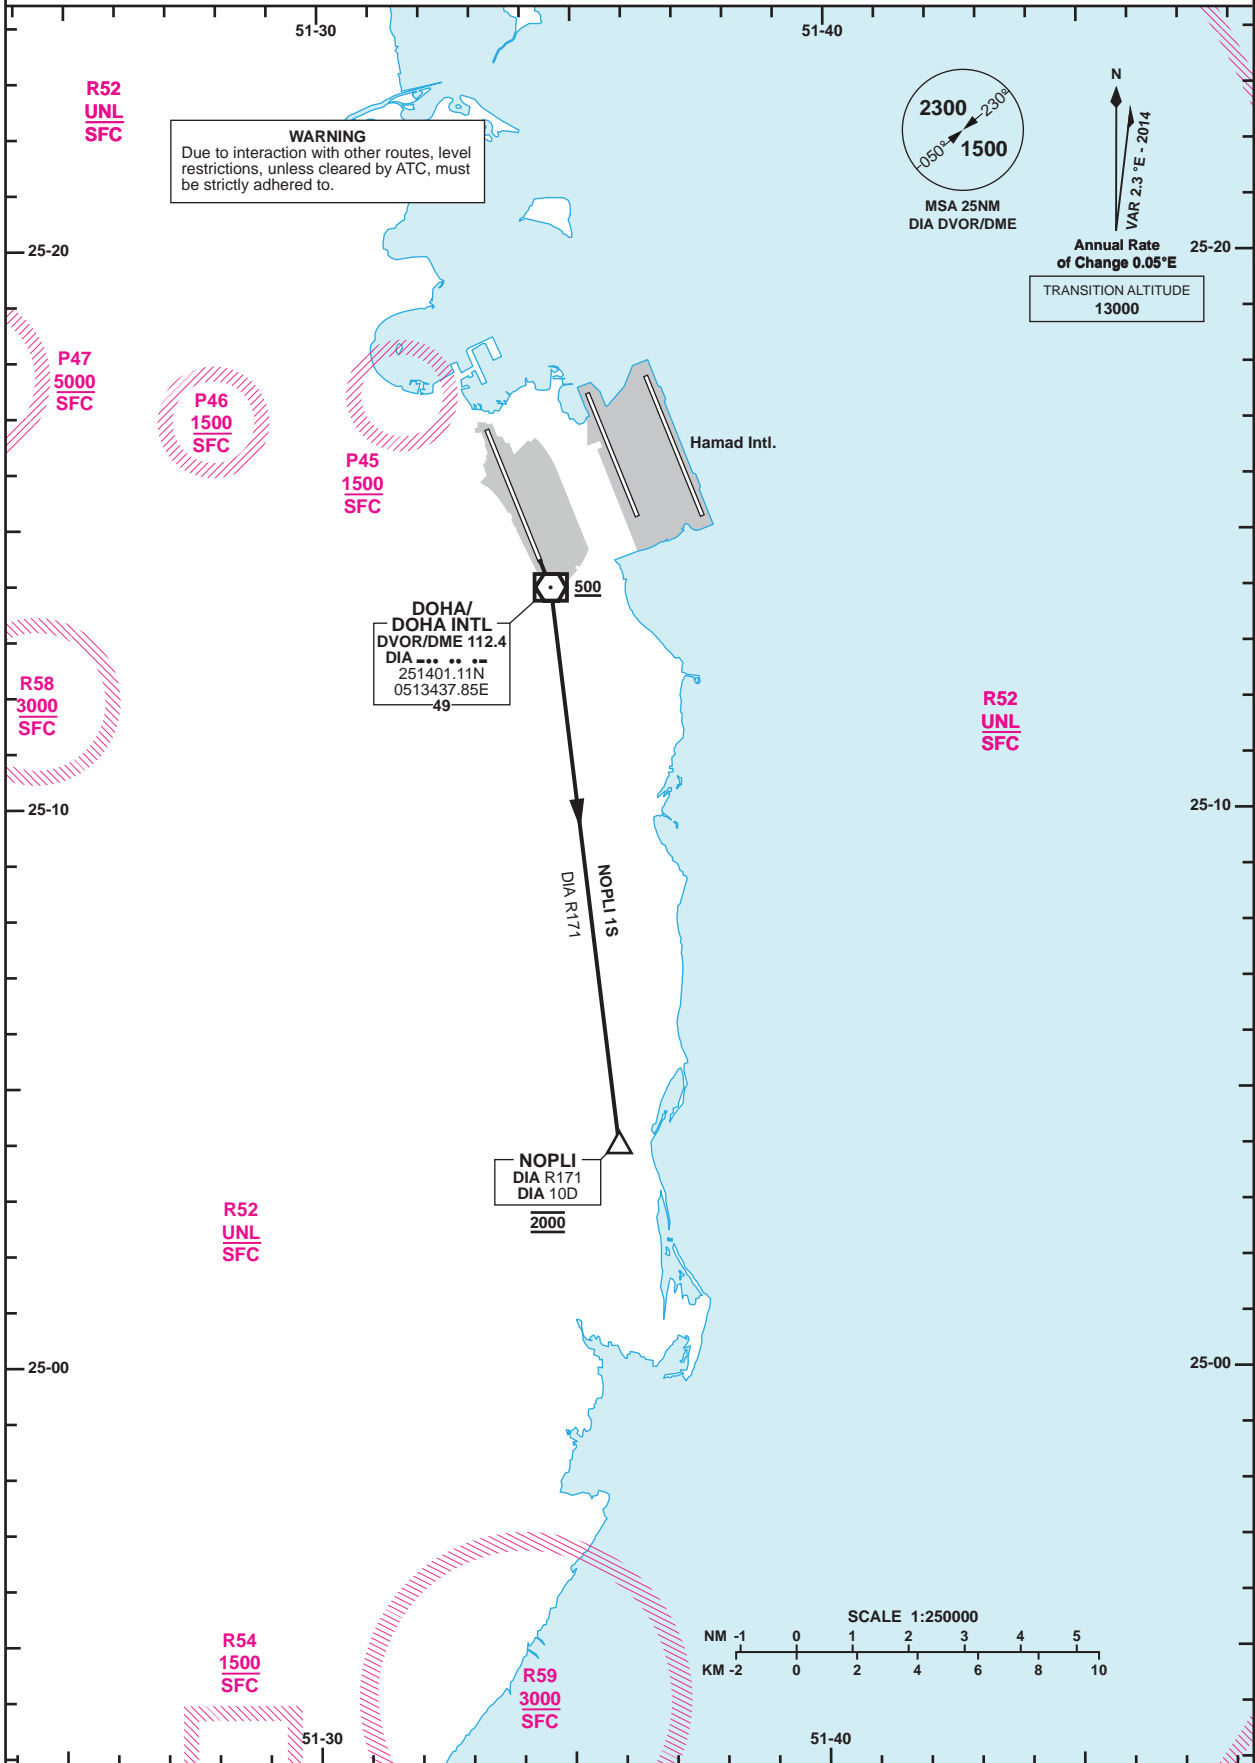 51-30
51-40
R52
UNL
SFC
WARNING
Due to interaction with other routes, level
restrictions, unless cleared by ATC, must
be strictly adhered to.
2300
230°
050°
1500
MSA 25NM
DIA DVOR/DME
N
VAR 2.3 °E - 2014
Annual Rate
of Change 0.05°E
TRANSITION ALTITUDE
13000
25-20
25-20
P47
5000
SFC
P46
1500
SFC
P45
1500
SFC
Hamad Intl.
500
DOHA/
DOHA INTL
DVOR/DME 112.4
DIA
251401.11N
0513437.85E
49
R58
3000
SFC
R52
UNL
SFC
25-10
25-10
NOPLI 1S
DIA R171
NOPLI
DIA R171
DIA 10D
2000
R52
UNL
SFC
25-00
25-00
R54
1500
SFC
R59
3000
SFC
SCALE 1:250000
NM -1 0 1 2 3 4 5
KM -2 0 2 4 6 8 10
51-30
51-40